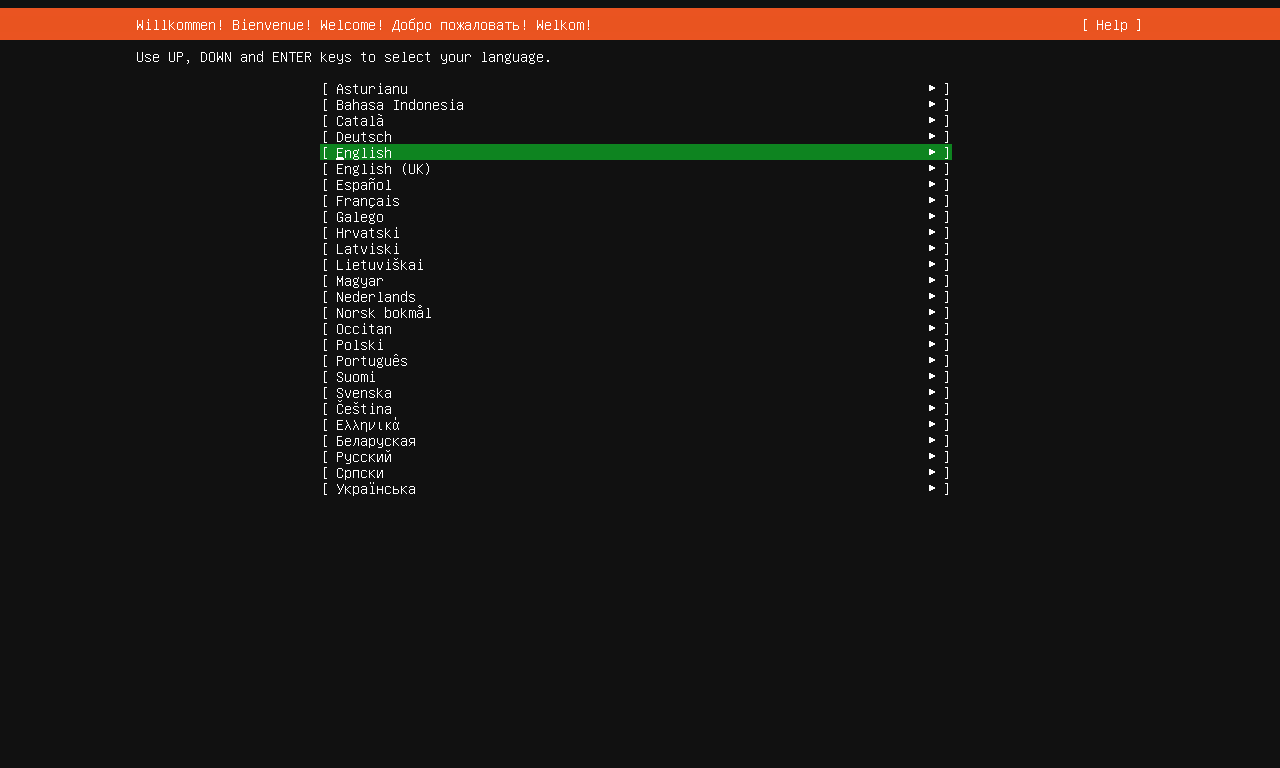 Willkommen! Bienvenue! Welcome! Добро пожаловать! Welkom! [ Help ]
Use UP, DOWN and ENTER keys to select your language.
[ Asturianu ▸ ]
[ Bahasa Indonesia ▸ ]
[ Català ▸ ]
[ Deutsch ▸ ]
[ English ▸ ]
[ English (UK) ▸ ]
[ Español ▸ ]
[ Français ▸ ]
[ Galego ▸ ]
[ Hrvatski ▸ ]
[ Latviski ▸ ]
[ Lietuviškai ▸ ]
[ Magyar ▸ ]
[ Nederlands ▸ ]
[ Norsk bokmål ▸ ]
[ Occitan ▸ ]
[ Polski ▸ ]
[ Português ▸ ]
[ Suomi ▸ ]
[ Svenska ▸ ]
[ Čeština ▸ ]
[ Ελληνικά ▸ ]
[ Беларуская ▸ ]
[ Русский ▸ ]
[ Српски ▸ ]
[ Українська ▸ ]